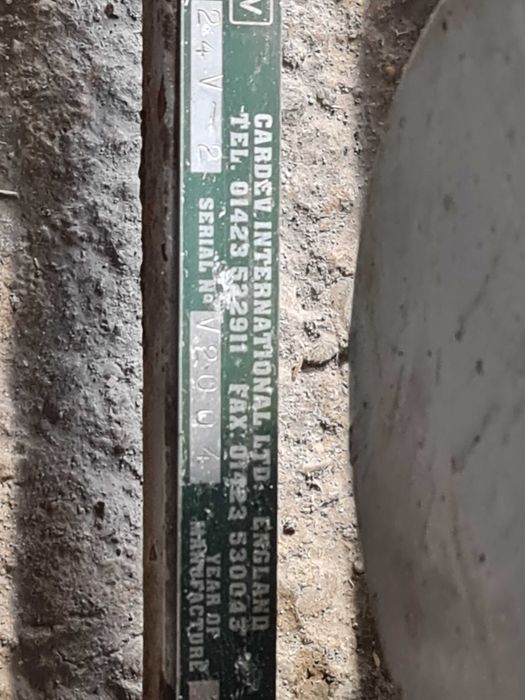 V
CARDEV INTERNATIONAL LTD. ENGLAND
TEL. 01423 522911 FAX 01423 530043
24V-2 SERIAL Nº V2004 YEAR OF
MANUFACTURE